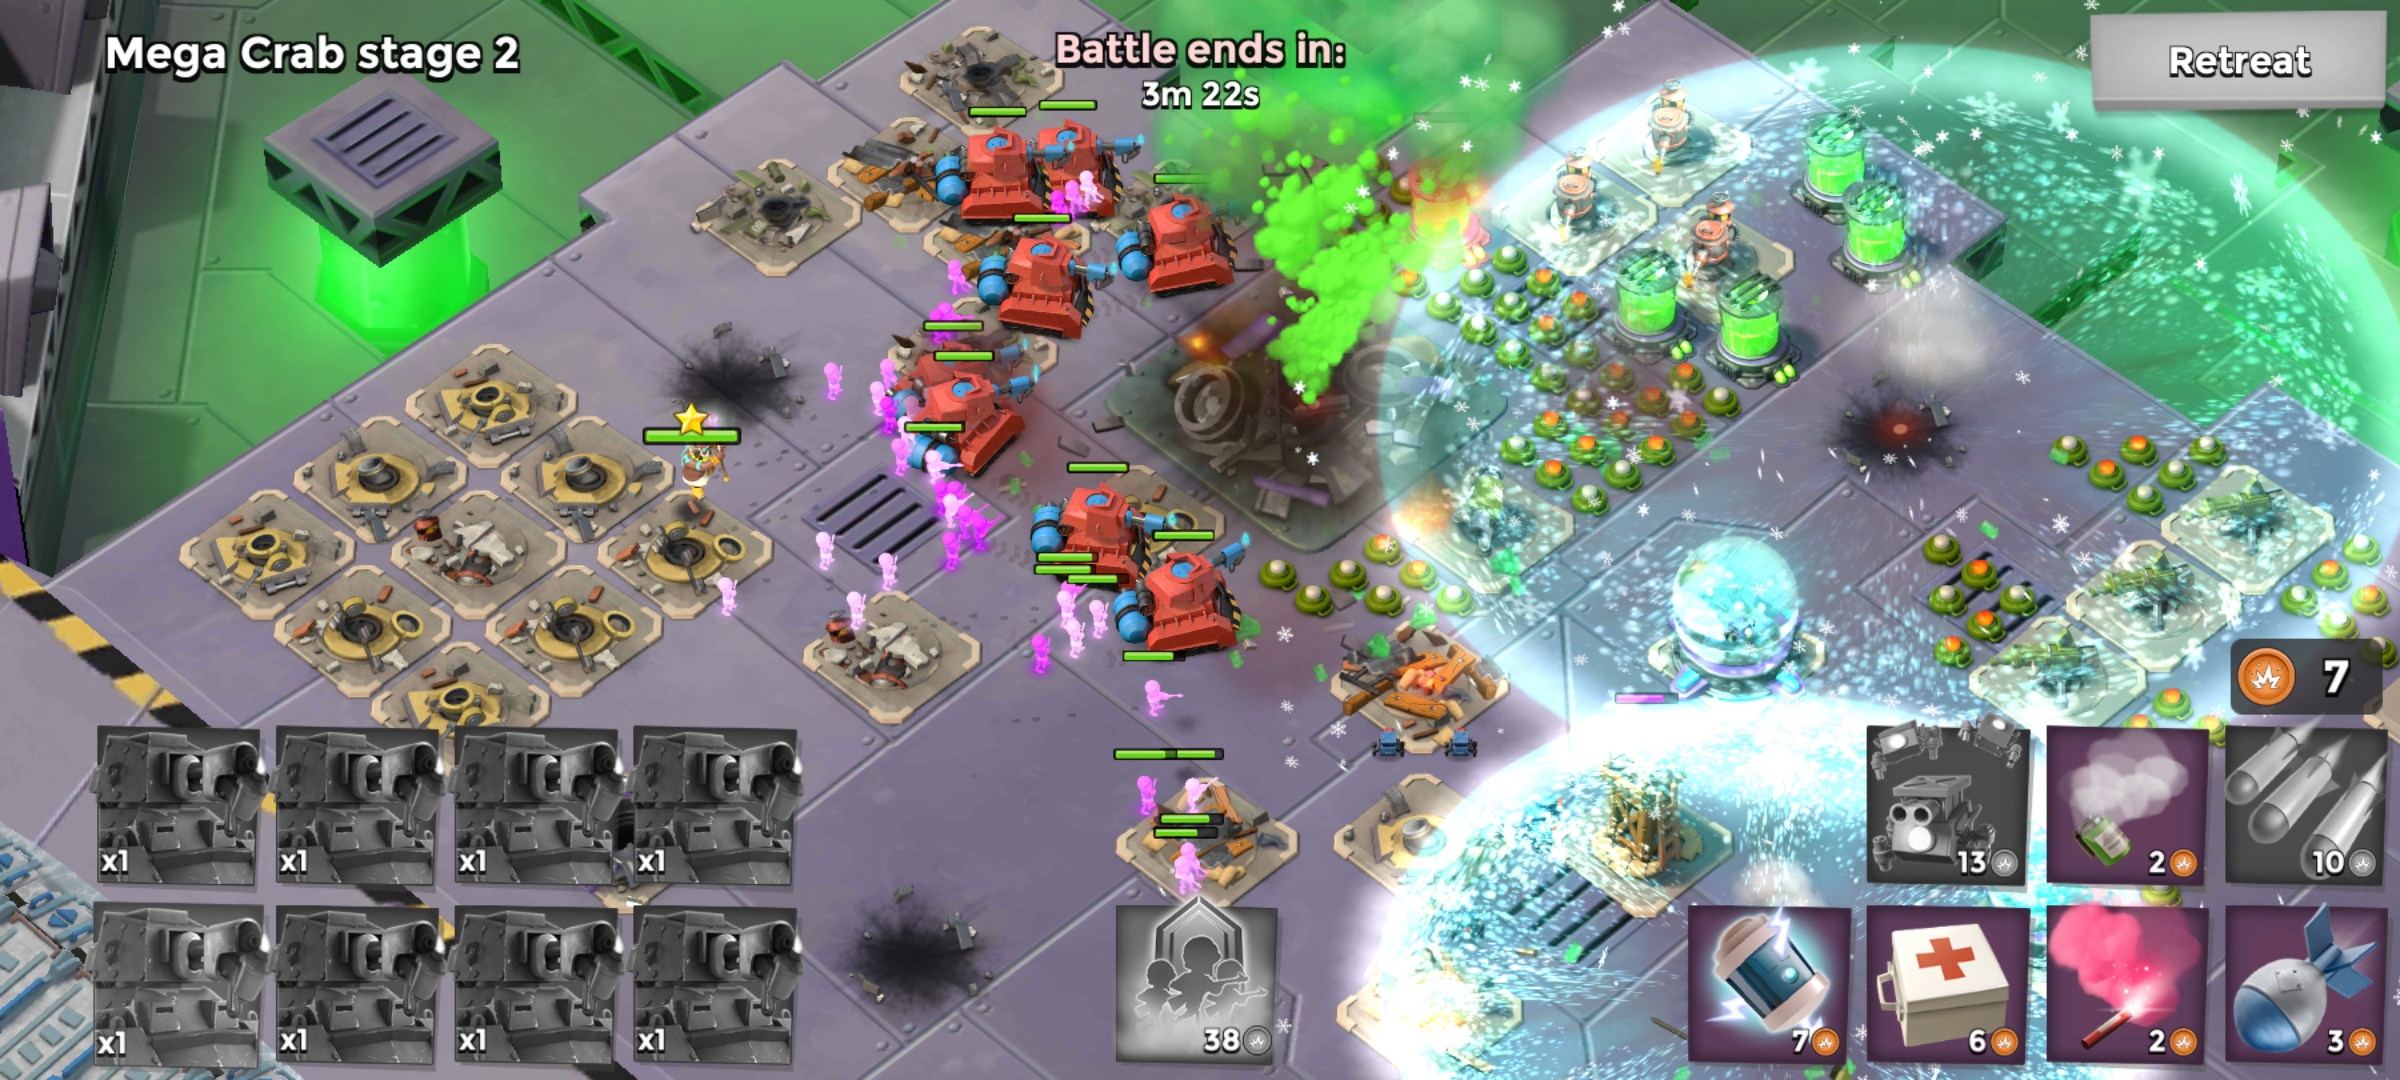 Mega Crab stage 2
Battle ends in:
3m 22s
Retreat
7
x1
x1
x1
x1
13
2
10
x1
x1
x1
x1
38
7
6
2
3